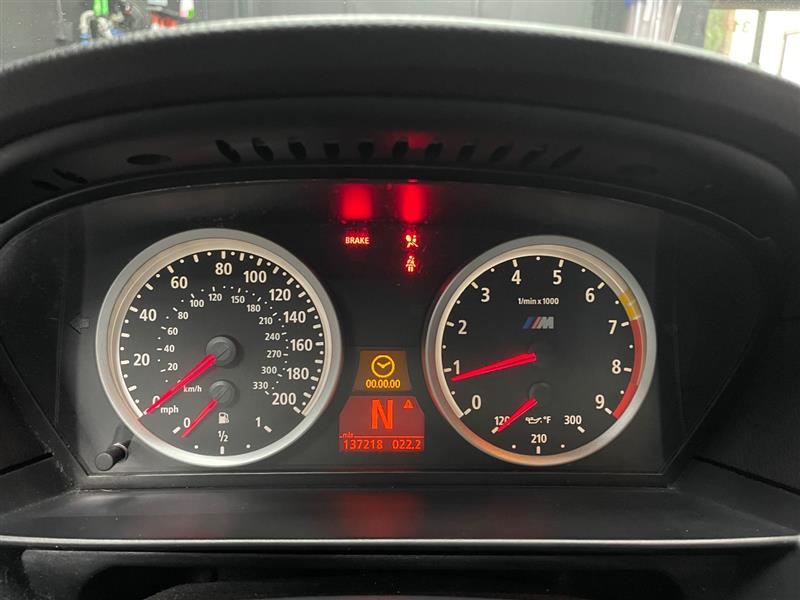 BRAKE
0 20 40 60 80 100 120 140 160 180 200
20 40 60 80 100 120 150 180 210 240 270 300 330
km/h
mph
0 1/2 1
00.00.00
N
mls
137218 022,2
0 1 2 3 4 5 6 7 8 9
1/min x 1000
M
120 °F 300
210